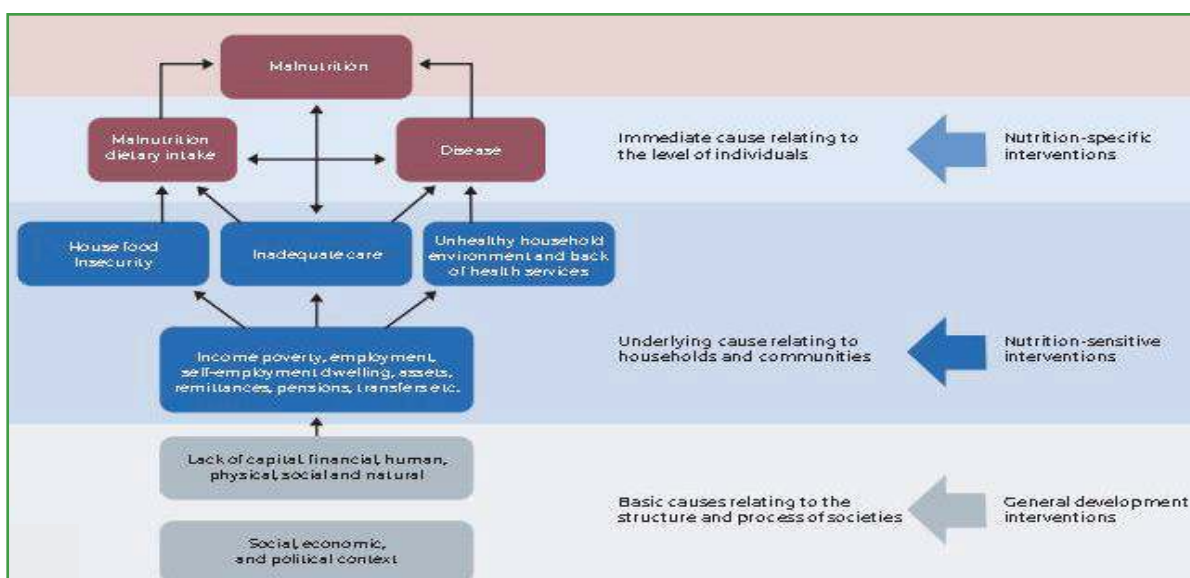 Malnutrition
Malnutrition
dietary intake
Disease
Immediate cause relating to
the level of individuals
Nutrition-specific
interventions
House food
Insecurity
Inadequate care
Unhealthy household
environment and back
of health services
Income poverty, employment,
self-employment dwelling, assets,
remittances, pensions, transfers etc.
Underlying cause relating to
households and communities
Nutrition-sensitive
interventions
Lack of capital, financial, human,
physical, social and natural
Social, economic,
and political context
Basic causes relating to the
structure and process of societies
General development
interventions